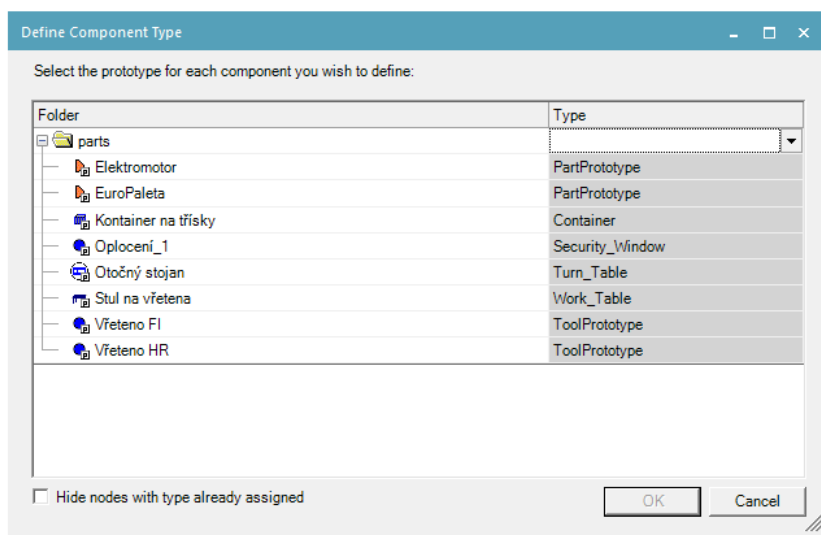 Define Component Type
Select the prototype for each component you wish to define:
Folder Type
parts
Elektromotor PartPrototype
EuroPaleta PartPrototype
Kontainer na třísky Container
Oplocení_1 Security_Window
Otočný stojan Turn_Table
Stul na vřetena Work_Table
Vřeteno FI ToolPrototype
Vřeteno HR ToolPrototype
Hide nodes with type already assigned OK Cancel